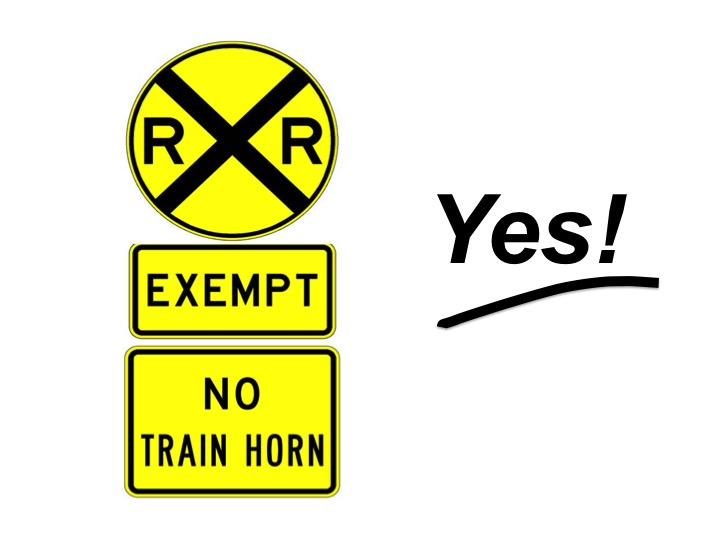 R R
EXEMPT
NO
TRAIN HORN
Yes!